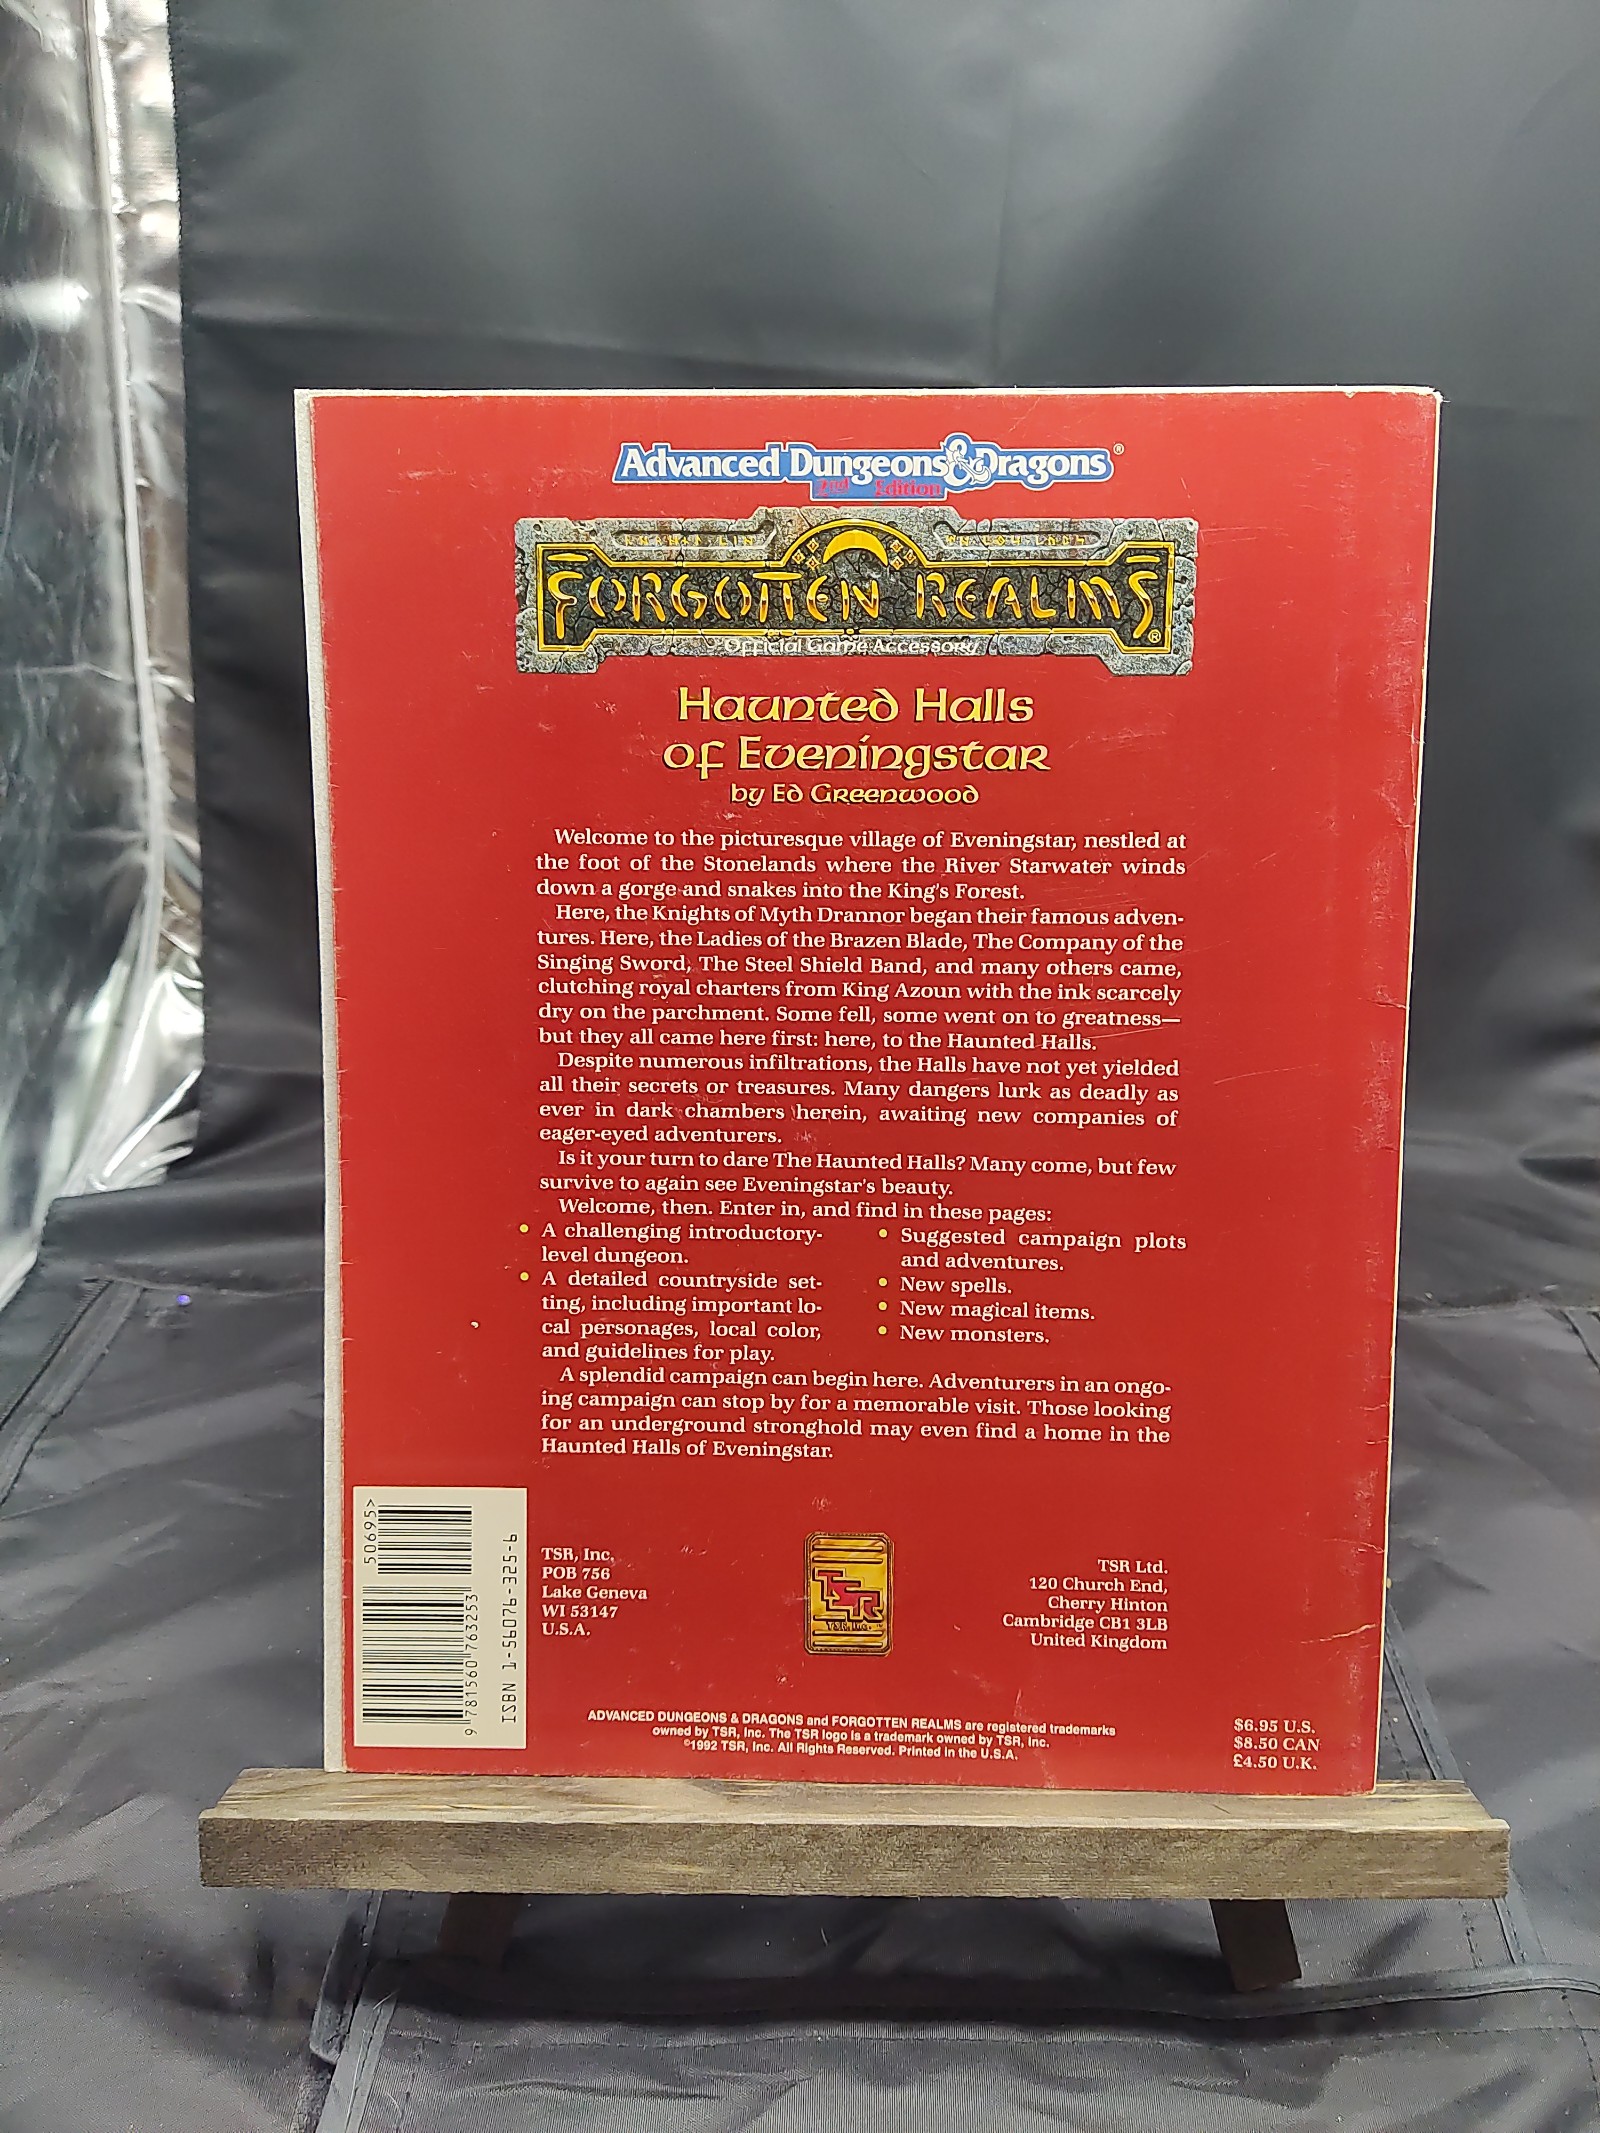 Advanced Dungeons & Dragons®
2nd Edition
FORGOTTEN REALMS®
Official Game Accessory
Haunted Halls
of Eveningstar
by Ed Greenwood
Welcome to the picturesque village of Eveningstar, nestled at
the foot of the Stonelands where the River Starwater winds
down a gorge and snakes into the King's Forest.
Here, the Knights of Myth Drannor began their famous adven-
tures. Here, the Ladies of the Brazen Blade, The Company of the
Singing Sword, The Steel Shield Band, and many others came,
clutching royal charters from King Azoun with the ink scarcely
dry on the parchment. Some fell, some went on to greatness—
but they all came here first: here, to the Haunted Halls.
Despite numerous infiltrations, the Halls have not yet yielded
all their secrets or treasures. Many dangers lurk as deadly as
ever in dark chambers herein, awaiting new companies of
eager-eyed adventurers.
Is it your turn to dare The Haunted Halls? Many come, but few
survive to again see Eveningstar's beauty.
Welcome, then. Enter in, and find in these pages:
• A challenging introductory-
level dungeon.
• A detailed countryside set-
ting, including important lo-
cal personages, local color,
and guidelines for play.
• Suggested campaign plots
and adventures.
• New spells.
• New magical items.
• New monsters.
A splendid campaign can begin here. Adventurers in an ongo-
ing campaign can stop by for a memorable visit. Those looking
for an underground stronghold may even find a home in the
Haunted Halls of Eveningstar.
50695>
9 781560 763253
ISBN 1-56076-325-6
TSR, Inc.
POB 756
Lake Geneva
WI 53147
U.S.A.
TSR
TSR, Inc.™
TSR Ltd.
120 Church End,
Cherry Hinton
Cambridge CB1 3LB
United Kingdom
ADVANCED DUNGEONS & DRAGONS and FORGOTTEN REALMS are registered trademarks
owned by TSR, Inc. The TSR logo is a trademark owned by TSR, Inc.
©1992 TSR, Inc. All Rights Reserved. Printed in the U.S.A.
$6.95 U.S.
$8.50 CAN
£4.50 U.K.